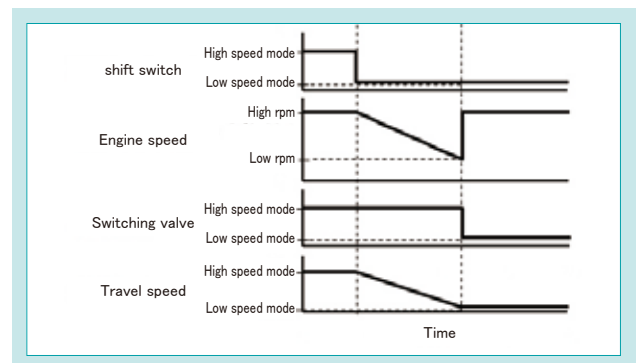 High speed mode
shift switch
Low speed mode
High rpm
Engine speed
Low rpm
High speed mode
Switching valve
Low speed mode
High speed mode
Travel speed
Low speed mode
Time